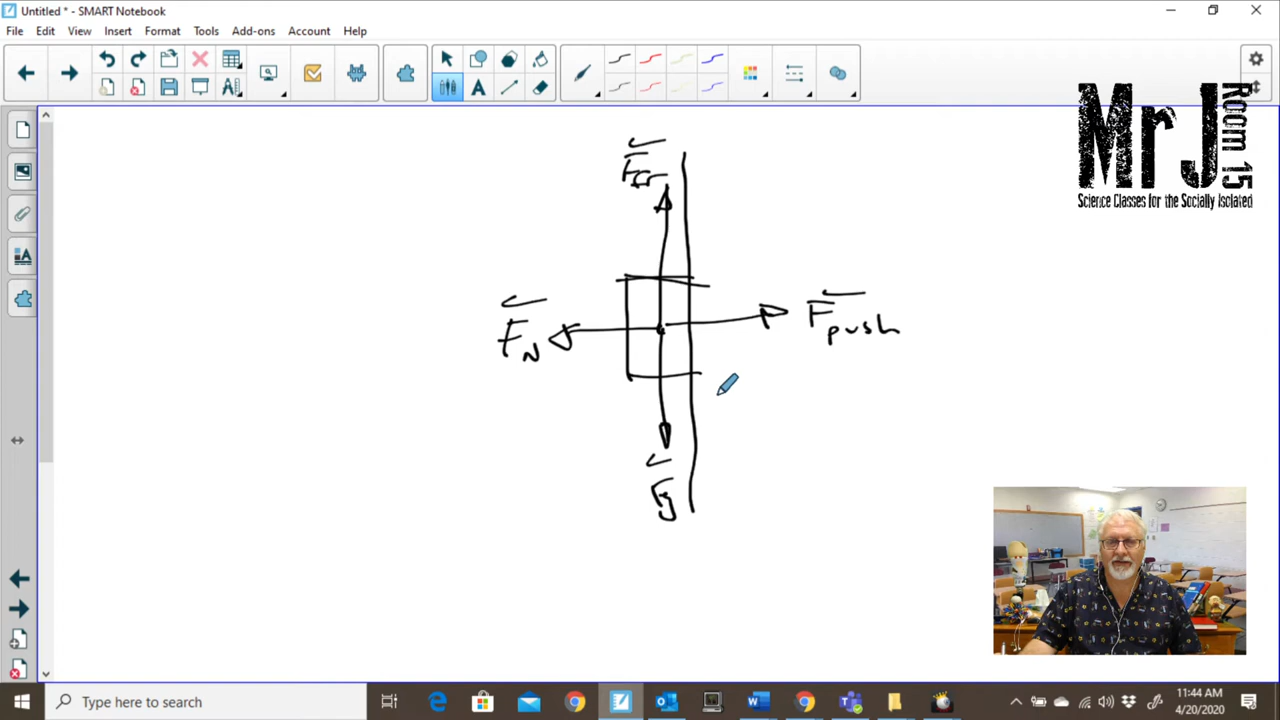 Untitled * - SMART Notebook
File Edit View Insert Format Tools Add-ons Account Help
Mr J
Room 15
Science Classes for the Socially Isolated
Ffr
FN
Fpush
Fg
Type here to search
11:44 AM
4/20/2020